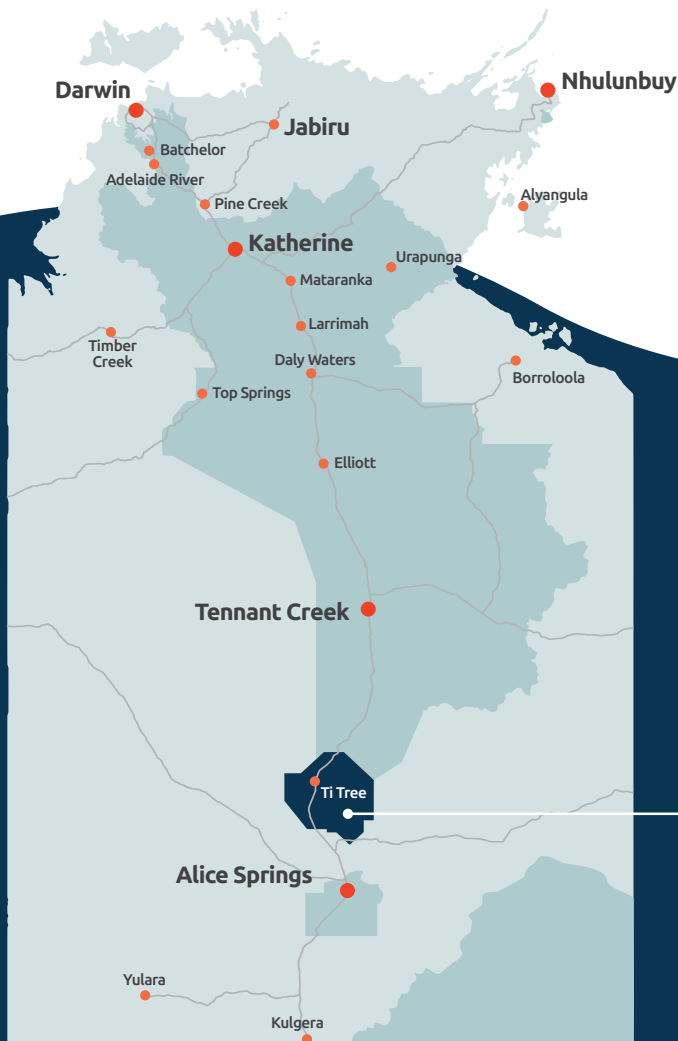 Darwin
Nhulunbuy
Jabiru
Batchelor
Adelaide River
Alyangula
Pine Creek
Katherine
Urapunga
Mataranka
Larrimah
Timber
Creek
Daly Waters
Borroloola
Top Springs
Elliott
Tennant Creek
Ti Tree
Alice Springs
Yulara
Kulgera